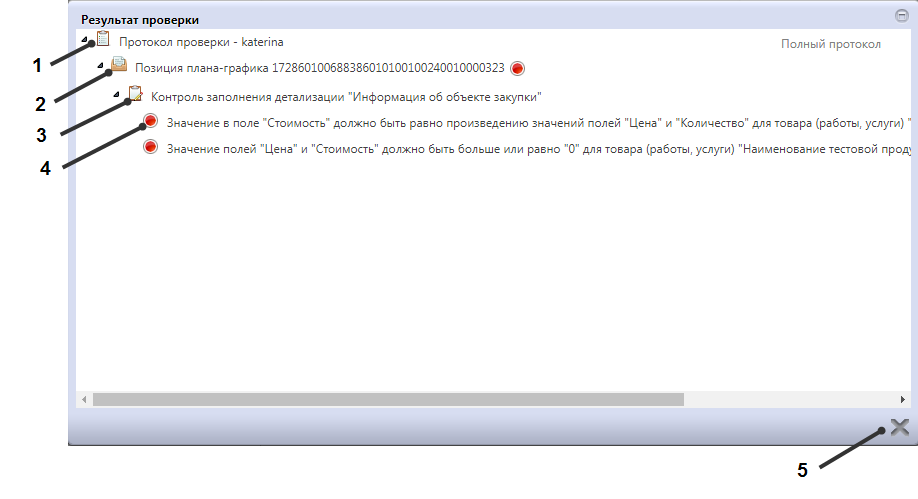 Результат проверки
Протокол проверки - katerina
Полный протокол
1
Позиция плана-графика 172860100688386010100100240010000323
2
Контроль заполнения детализации "Информация об объекте закупки"
3
Значение в поле "Стоимость" должно быть равно произведению значений полей "Цена" и "Количество" для товара (работы, услуги) "
4
Значение полей "Цена" и "Стоимость" должно быть больше или равно "0" для товара (работы, услуги) "Наименование тестовой проду
5